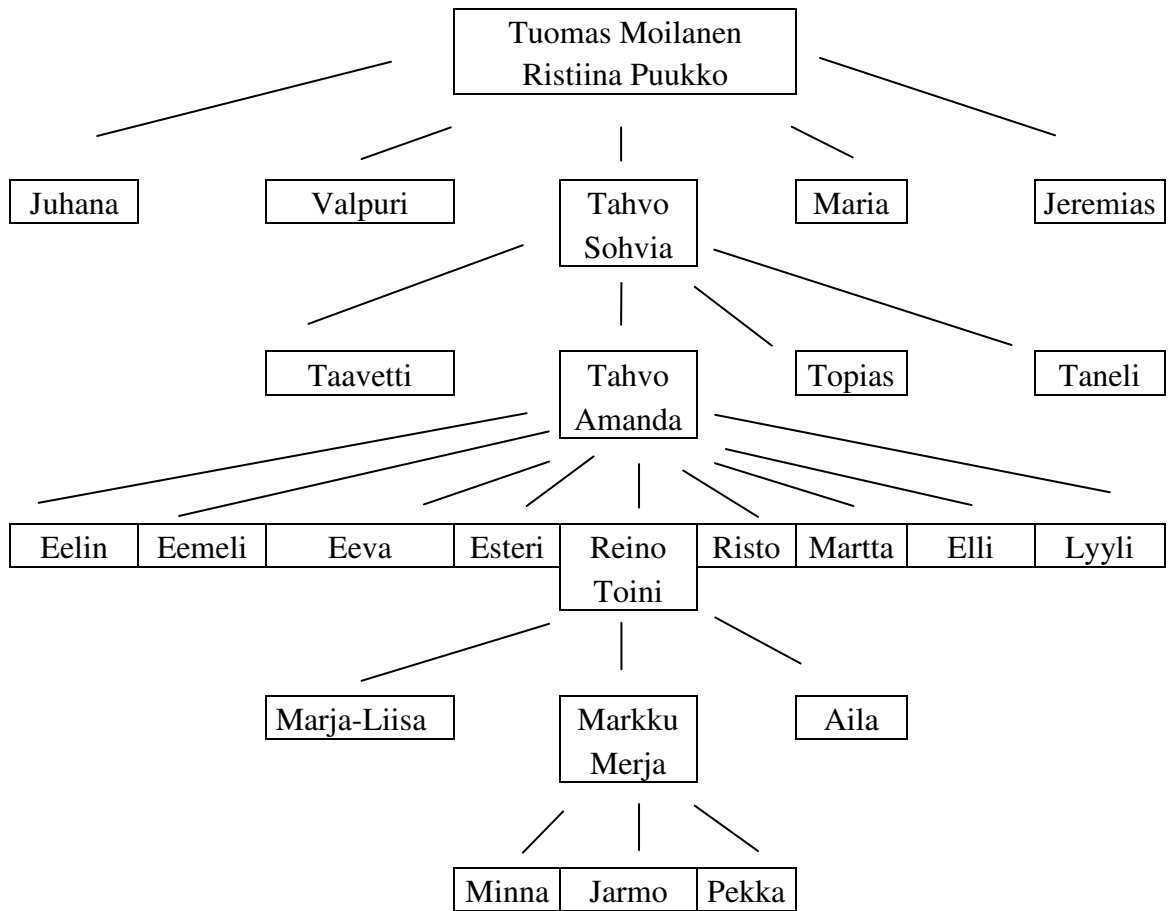 Tuomas Moilanen
Ristiina Puukko
Juhana
Valpuri
Tahvo
Sohvia
Maria
Jeremias
Taavetti
Tahvo
Amanda
Topias
Taneli
Eelin
Eemeli
Eeva
Esteri
Reino
Toini
Risto
Martta
Elli
Lyyli
Marja-Liisa
Markku
Merja
Aila
Minna
Jarmo
Pekka